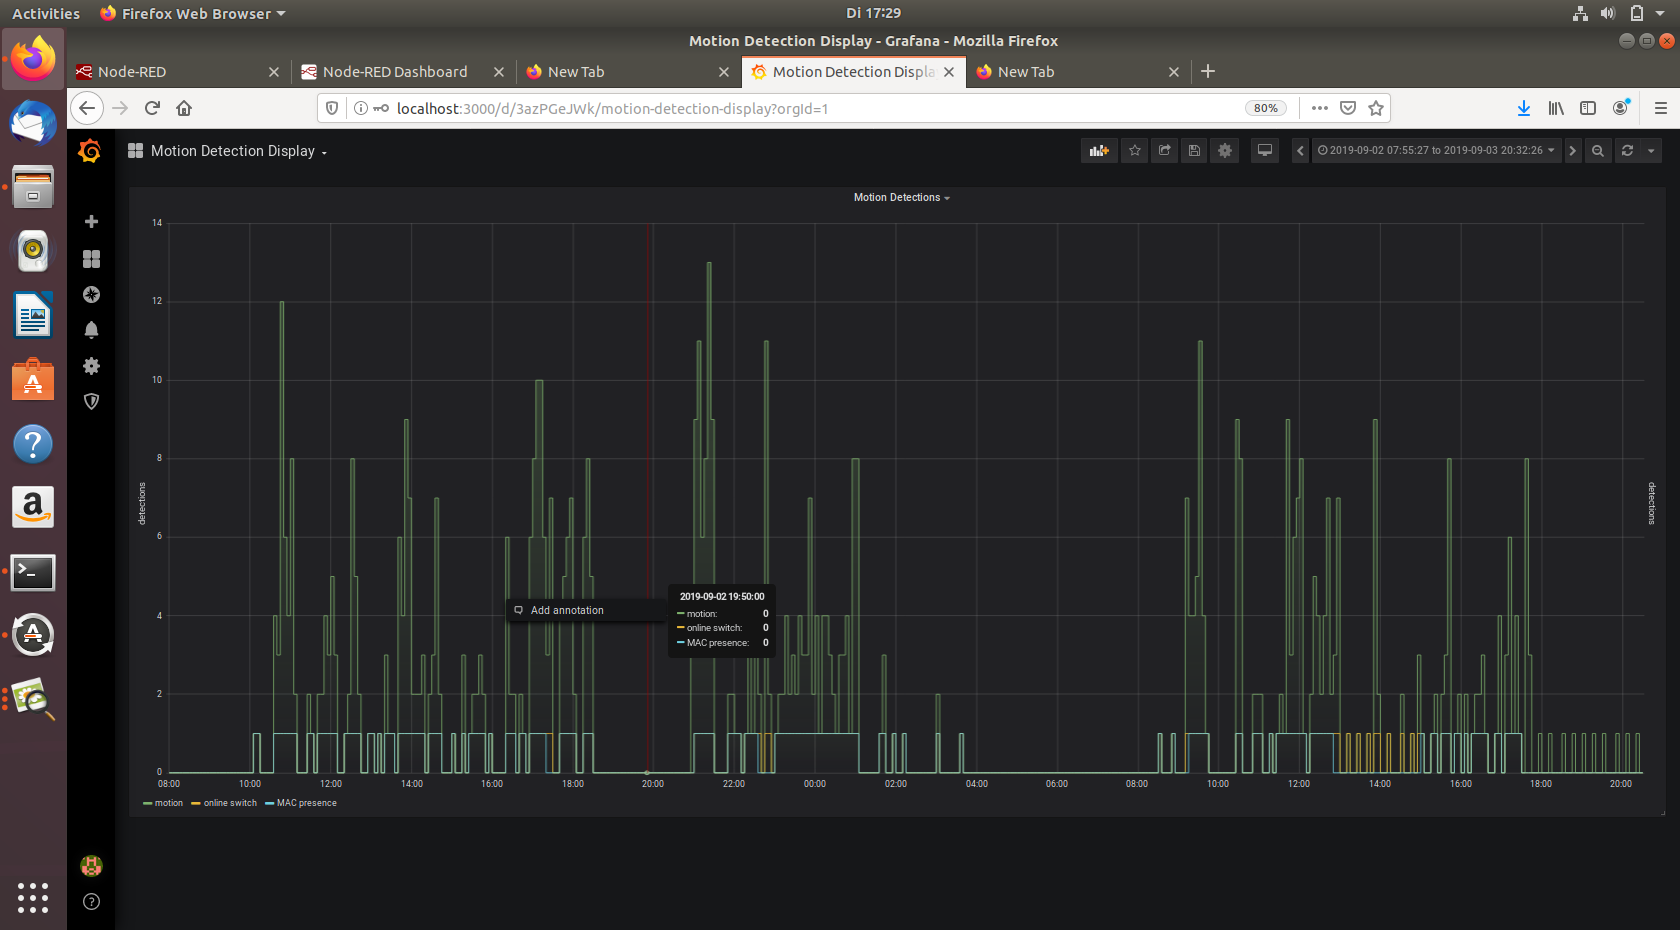 Activities Firefox Web Browser Di 17:29
Motion Detection Display - Grafana - Mozilla Firefox
Node-RED Node-RED Dashboard New Tab Motion Detection Displa New Tab
localhost:3000/d/3azPGeJWk/motion-detection-display?orgId=1 80%
Motion Detection Display 2019-09-02 07:55:27 to 2019-09-03 20:32:26
Motion Detections
14
12
10
8
6
4
2
0
detections
detections
Add annotation
2019-09-02 19:50:00
motion: 0
online switch: 0
MAC presence: 0
08:00 10:00 12:00 14:00 16:00 18:00 20:00 22:00 00:00 02:00 04:00 06:00 08:00 10:00 12:00 14:00 16:00 18:00 20:00
motion online switch MAC presence